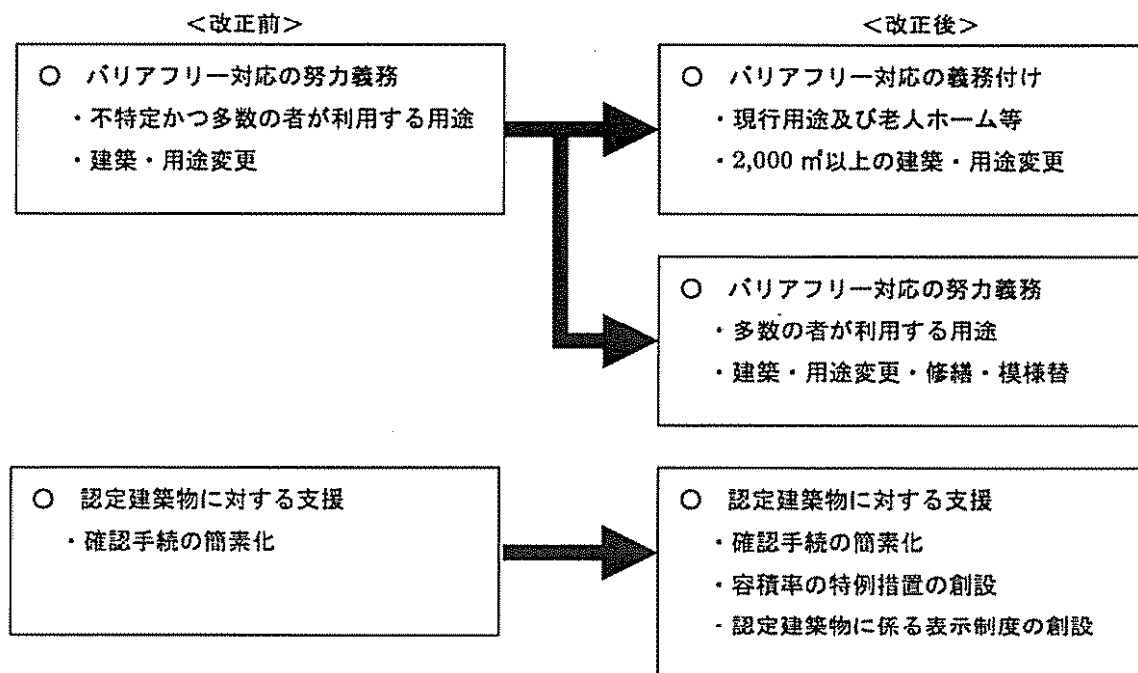 ＜改正前＞
○　バリアフリー対応の努力義務
・不特定かつ多数の者が利用する用途
・建築・用途変更
＜改正後＞
○　バリアフリー対応の義務付け
・現行用途及び老人ホーム等
・2,000 ㎡以上の建築・用途変更
○　バリアフリー対応の努力義務
・多数の者が利用する用途
・建築・用途変更・修繕・模様替
○　認定建築物に対する支援
・確認手続の簡素化
○　認定建築物に対する支援
・確認手続の簡素化
・容積率の特例措置の創設
・認定建築物に係る表示制度の創設